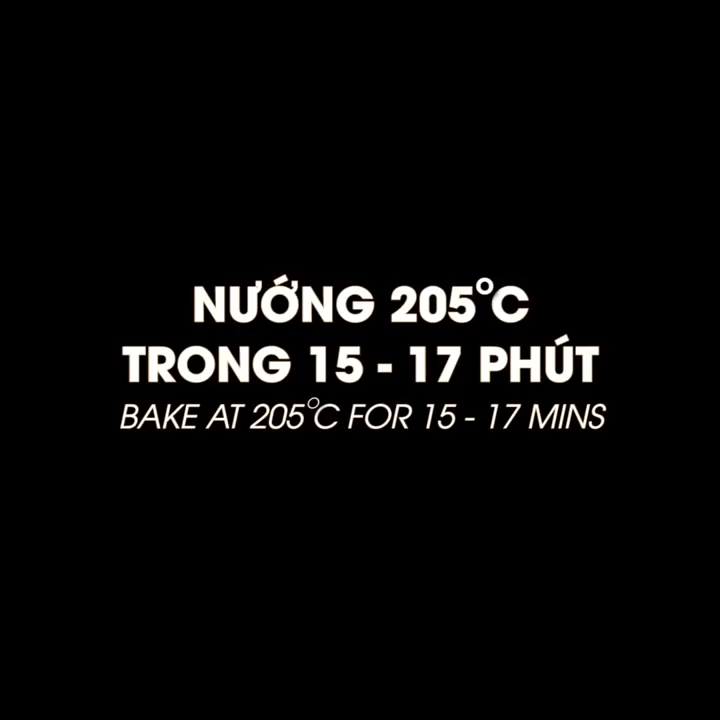 NƯỚNG 205°C
TRONG 15 - 17 PHÚT
BAKE AT 205°C FOR 15 - 17 MINS